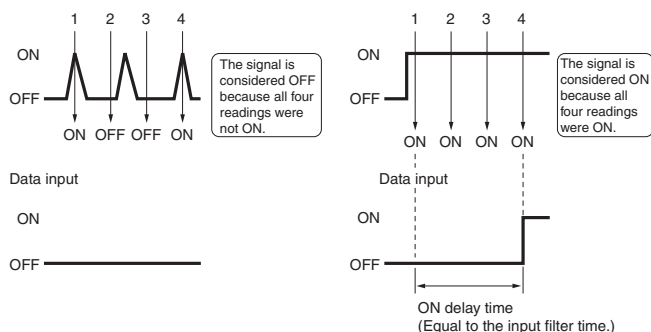 1 2 3 4
ON
OFF
ON OFF OFF ON
The signal is
considered OFF
because all four
readings were
not ON.
Data input
ON
OFF
1 2 3 4
ON
OFF
ON ON ON ON
The signal is
considered ON
because all
four readings
were ON.
Data input
ON
OFF
ON delay time
(Equal to the input filter time.)